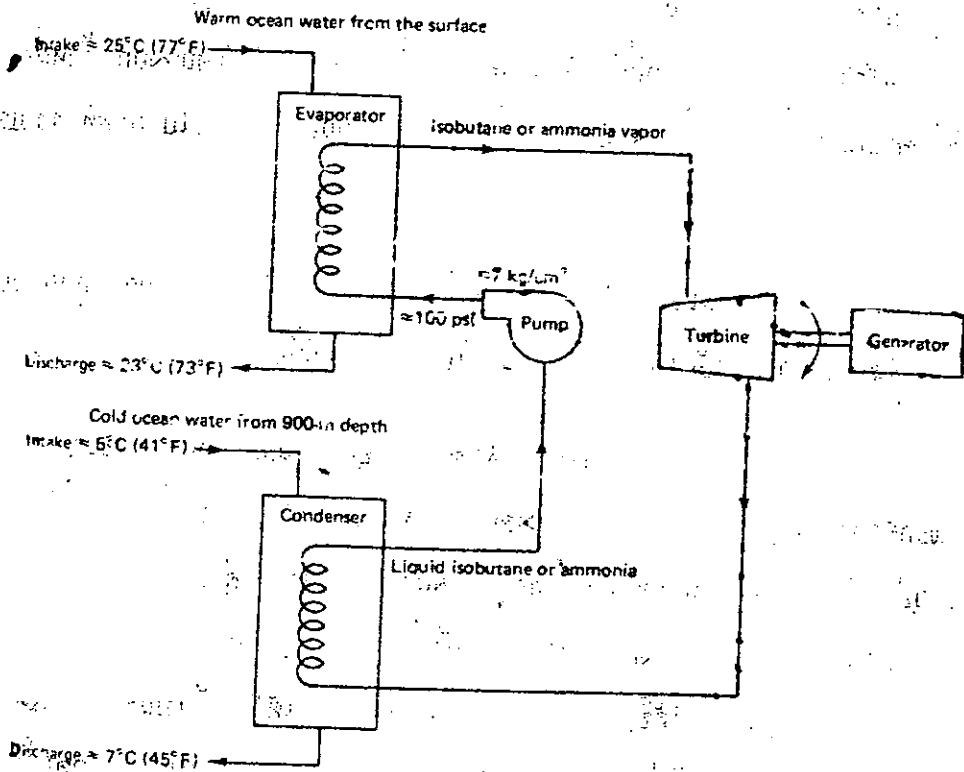 Warm ocean water from the surface
Intake ≈ 25°C (77°F)
Evaporator
Isobutane or ammonia vapor
≈7 kg/cm²
≈100 psi
Pump
Turbine
Generator
Discharge ≈ 23°C (73°F)
Cold ocean water from 900-m depth
Intake ≈ 5°C (41°F)
Condenser
Liquid isobutane or ammonia
Discharge ≈ 7°C (45°F)